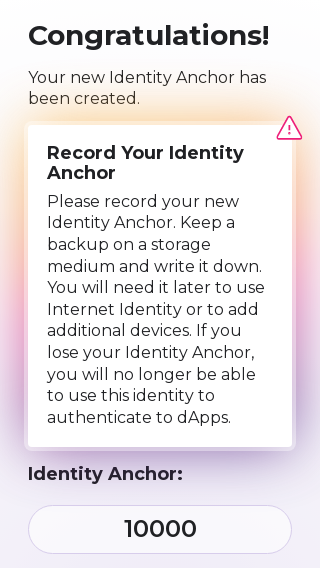 Congratulations!
Your new Identity Anchor has
been created.
Record Your Identity
Anchor
Please record your new
Identity Anchor. Keep a
backup on a storage
medium and write it down.
You will need it later to use
Internet Identity or to add
additional devices. If you
lose your Identity Anchor,
you will no longer be able
to use this identity to
authenticate to dApps.
Identity Anchor:
10000